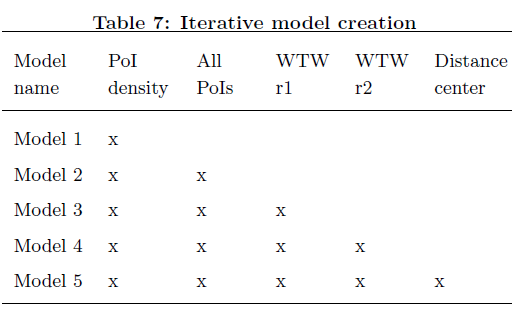 Table 7: Iterative model creation
Model name PoI density All PoIs WTW r1 WTW r2 Distance center
Model 1 x
Model 2 x x
Model 3 x x x
Model 4 x x x x
Model 5 x x x x x